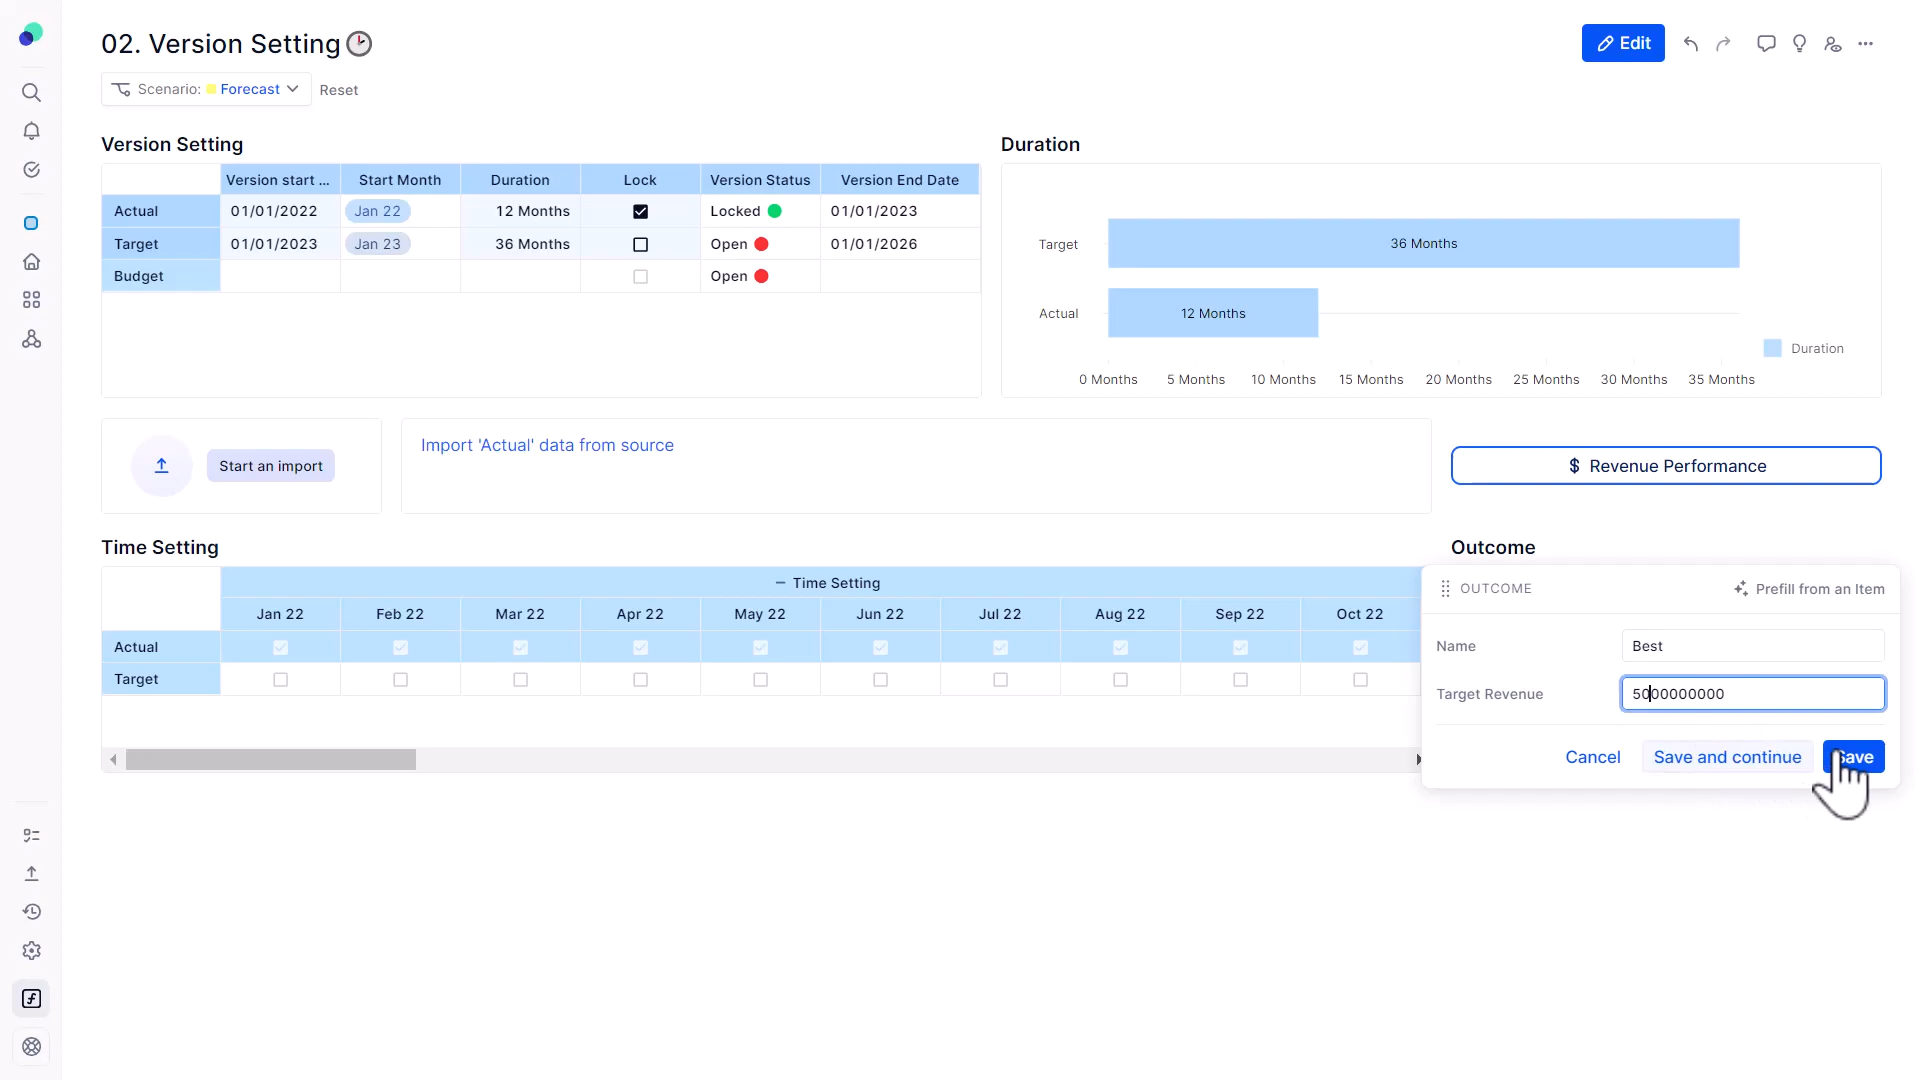 02. Version Setting
Edit
Scenario: Forecast
Reset
Version Setting
Version start ... Start Month Duration Lock Version Status Version End Date
Actual 01/01/2022 Jan 22 12 Months Locked 01/01/2023
Target 01/01/2023 Jan 23 36 Months Open 01/01/2026
Budget Open
Duration
Target 36 Months
Actual 12 Months
Duration
0 Months 5 Months 10 Months 15 Months 20 Months 25 Months 30 Months 35 Months
Start an import
Import 'Actual' data from source
$ Revenue Performance
Time Setting
Time Setting
Jan 22 Feb 22 Mar 22 Apr 22 May 22 Jun 22 Jul 22 Aug 22 Sep 22 Oct 22
Actual
Target
Outcome
OUTCOME Prefill from an Item
Name Best
Target Revenue 5000000000
Cancel Save and continue Save